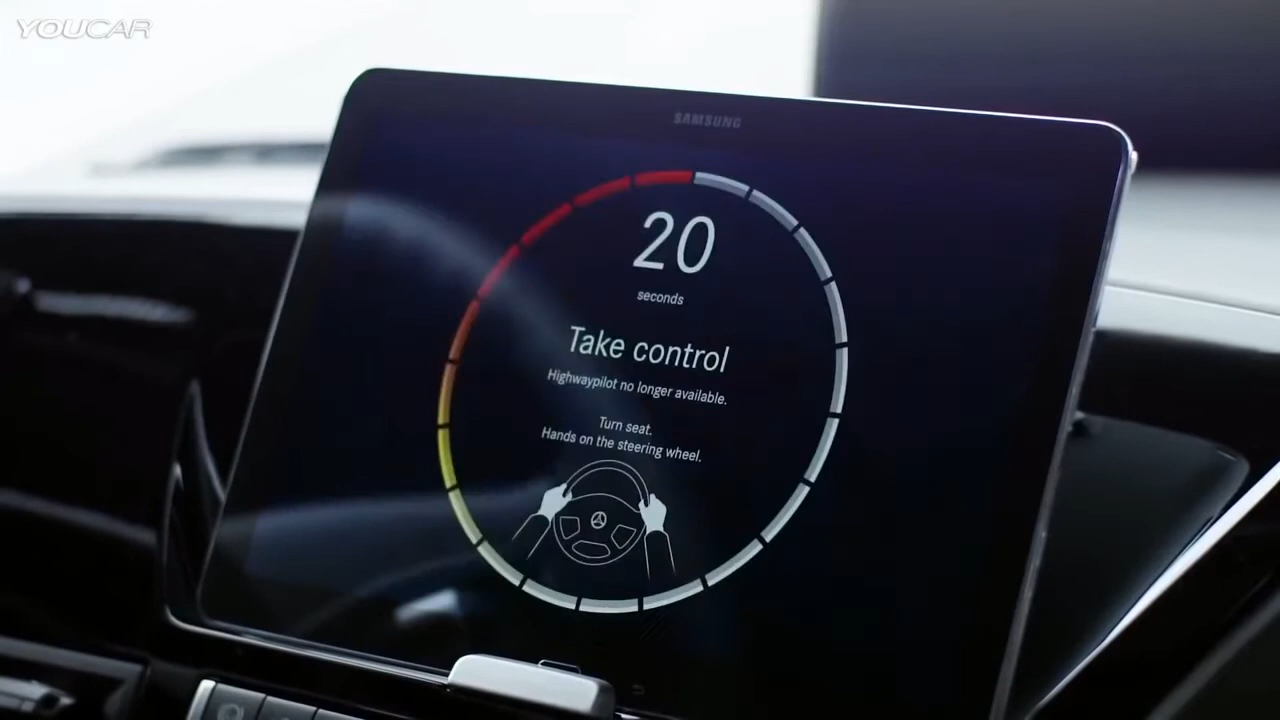 YOUCAR
SAMSUNG
20
seconds
Take control
Highwaypilot no longer available.
Turn seat.
Hands on the steering wheel.